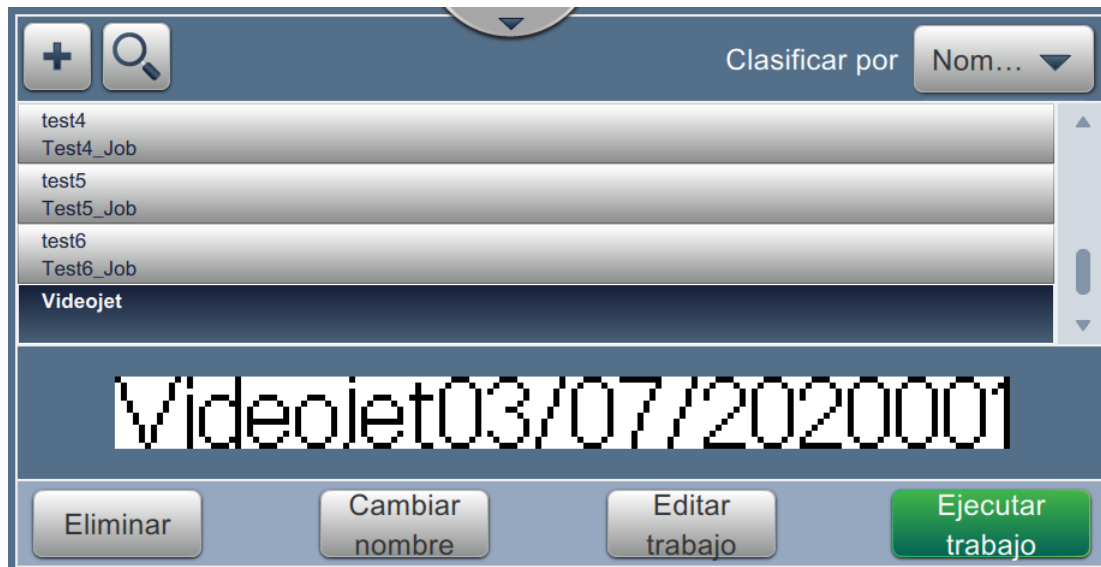 Clasificar por Nom...
test4
Test4_Job
test5
Test5_Job
test6
Test6_Job
Videojet
Videojet03/07/2020001
Eliminar
Cambiar
nombre
Editar
trabajo
Ejecutar
trabajo